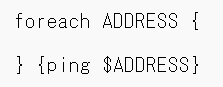 foreach ADDRESS {
} {ping $ADDRESS}